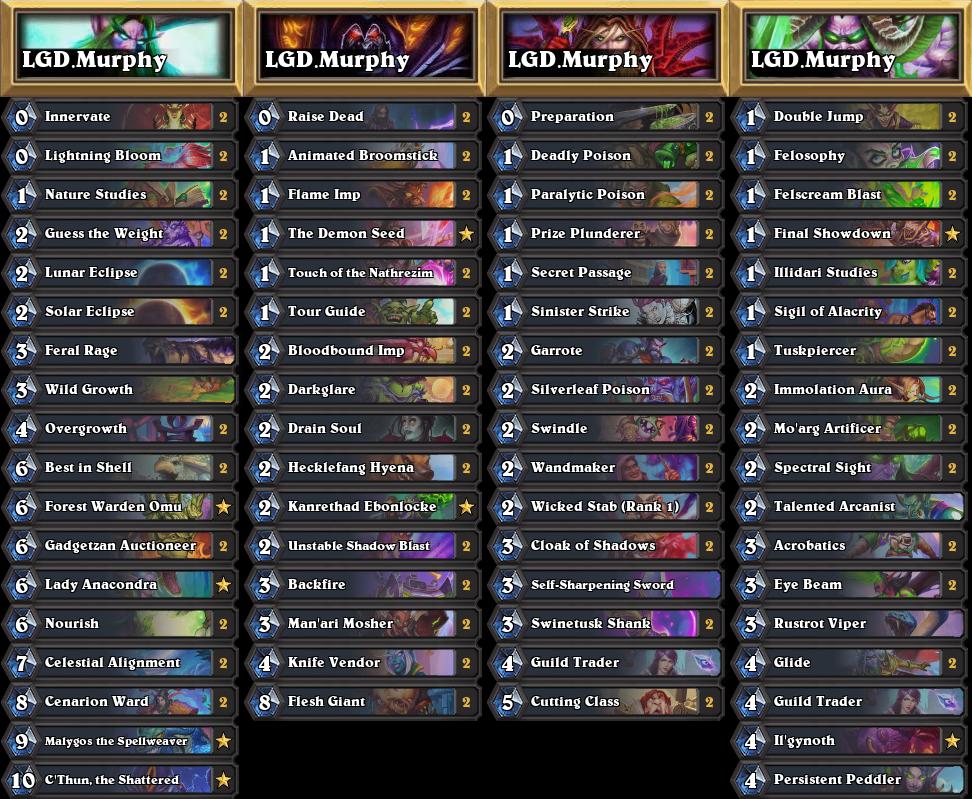 LGD.Murphy
0 Innervate 2
0 Lightning Bloom 2
1 Nature Studies 2
2 Guess the Weight 2
2 Lunar Eclipse 2
2 Solar Eclipse 2
3 Feral Rage
3 Wild Growth
4 Overgrowth 2
6 Best in Shell 2
6 Forest Warden Omu
6 Gadgetzan Auctioneer 2
6 Lady Anacondra
6 Nourish 2
7 Celestial Alignment 2
8 Cenarion Ward 2
9 Malygos the Spellweaver
10 C'Thun, the Shattered
LGD.Murphy
0 Raise Dead 2
1 Animated Broomstick 2
1 Flame Imp 2
1 The Demon Seed
1 Touch of the Nathrezim 2
1 Tour Guide 2
2 Bloodbound Imp 2
2 Darkglare 2
2 Drain Soul 2
2 Hecklefang Hyena 2
2 Kanrethad Ebonlocke
2 Unstable Shadow Blast 2
3 Backfire 2
3 Man'ari Mosher 2
4 Knife Vendor 2
8 Flesh Giant 2
LGD.Murphy
0 Preparation 2
1 Deadly Poison 2
1 Paralytic Poison 2
1 Prize Plunderer 2
1 Secret Passage 2
1 Sinister Strike 2
2 Garrote 2
2 Silverleaf Poison 2
2 Swindle 2
2 Wandmaker 2
2 Wicked Stab (Rank 1) 2
3 Cloak of Shadows 2
3 Self-Sharpening Sword
3 Swinetusk Shank 2
4 Guild Trader
5 Cutting Class 2
LGD.Murphy
1 Double Jump 2
1 Felosophy 2
1 Felscream Blast 2
1 Final Showdown
1 Illidari Studies 2
1 Sigil of Alacrity 2
1 Tuskpiercer 2
2 Immolation Aura 2
2 Mo'arg Artificer 2
2 Spectral Sight 2
2 Talented Arcanist
3 Acrobatics 2
3 Eye Beam 2
3 Rustrot Viper
4 Glide 2
4 Guild Trader
4 Il'gynoth
4 Persistent Peddler